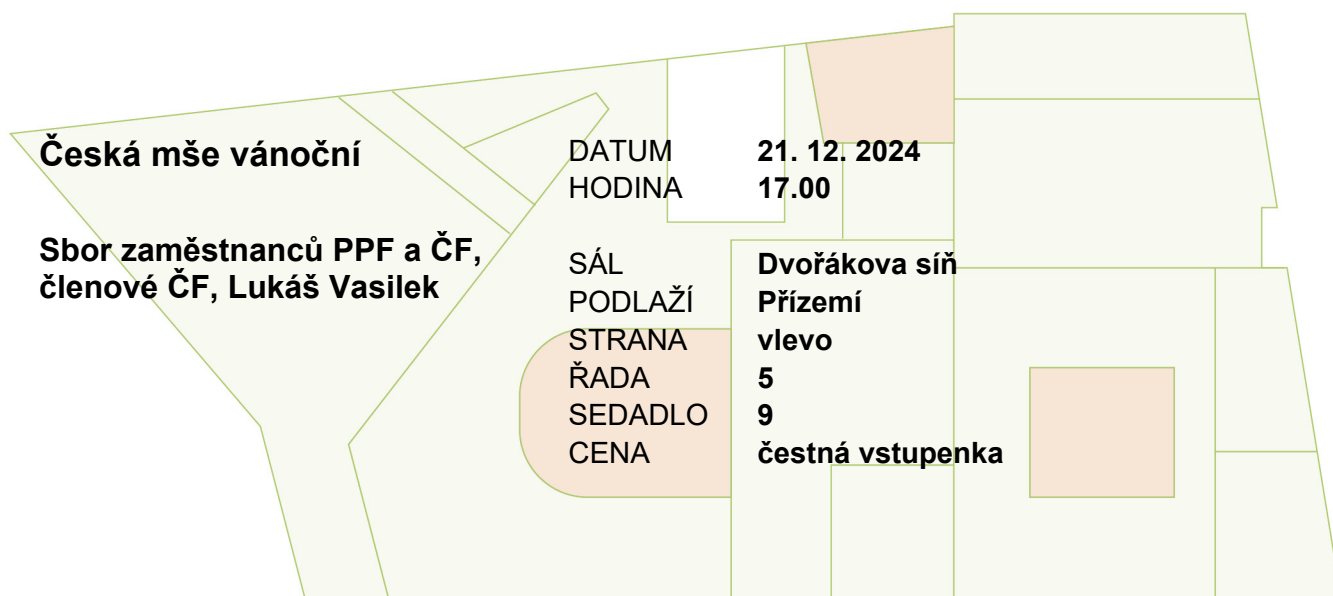 Česká mše vánoční
Sbor zaměstnanců PPF a ČF,
členové ČF, Lukáš Vasilek
DATUM 21. 12. 2024
HODINA 17.00
SÁL Dvořákova síň
PODLAŽÍ Přízemí
STRANA vlevo
ŘADA 5
SEDADLO 9
CENA čestná vstupenka